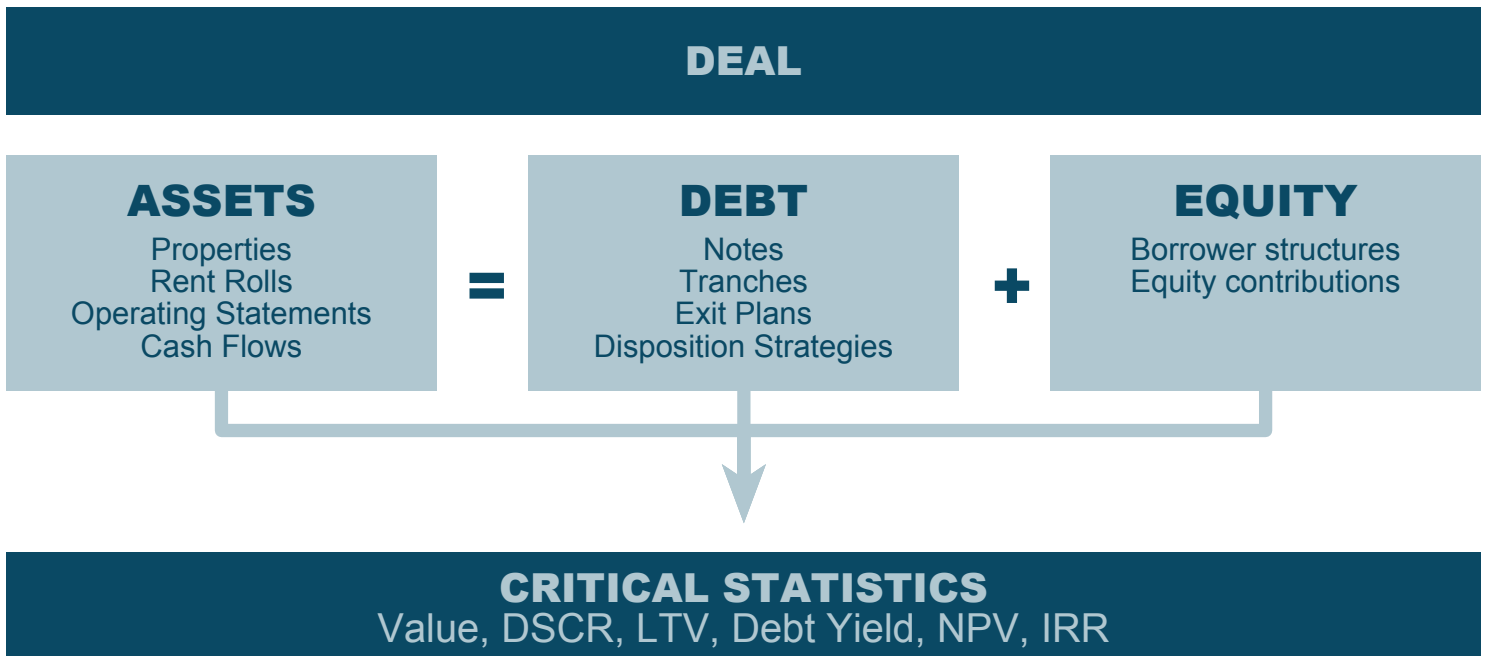 DEAL
ASSETS
Properties
Rent Rolls
Operating Statements
Cash Flows
=
DEBT
Notes
Tranches
Exit Plans
Disposition Strategies
+
EQUITY
Borrower structures
Equity contributions
CRITICAL STATISTICS
Value, DSCR, LTV, Debt Yield, NPV, IRR